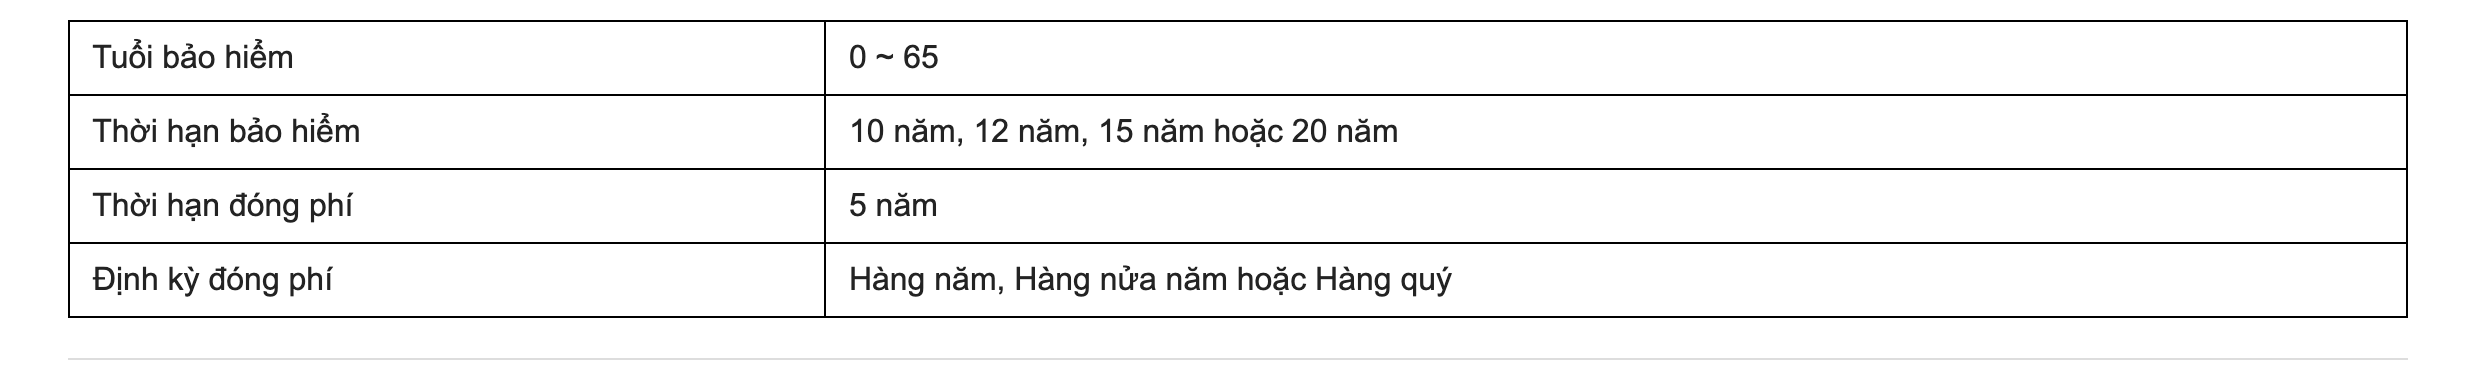 Tuổi bảo hiểm
0 ~ 65
Thời hạn bảo hiểm
10 năm, 12 năm, 15 năm hoặc 20 năm
Thời hạn đóng phí
5 năm
Định kỳ đóng phí
Hàng năm, Hàng nửa năm hoặc Hàng quý